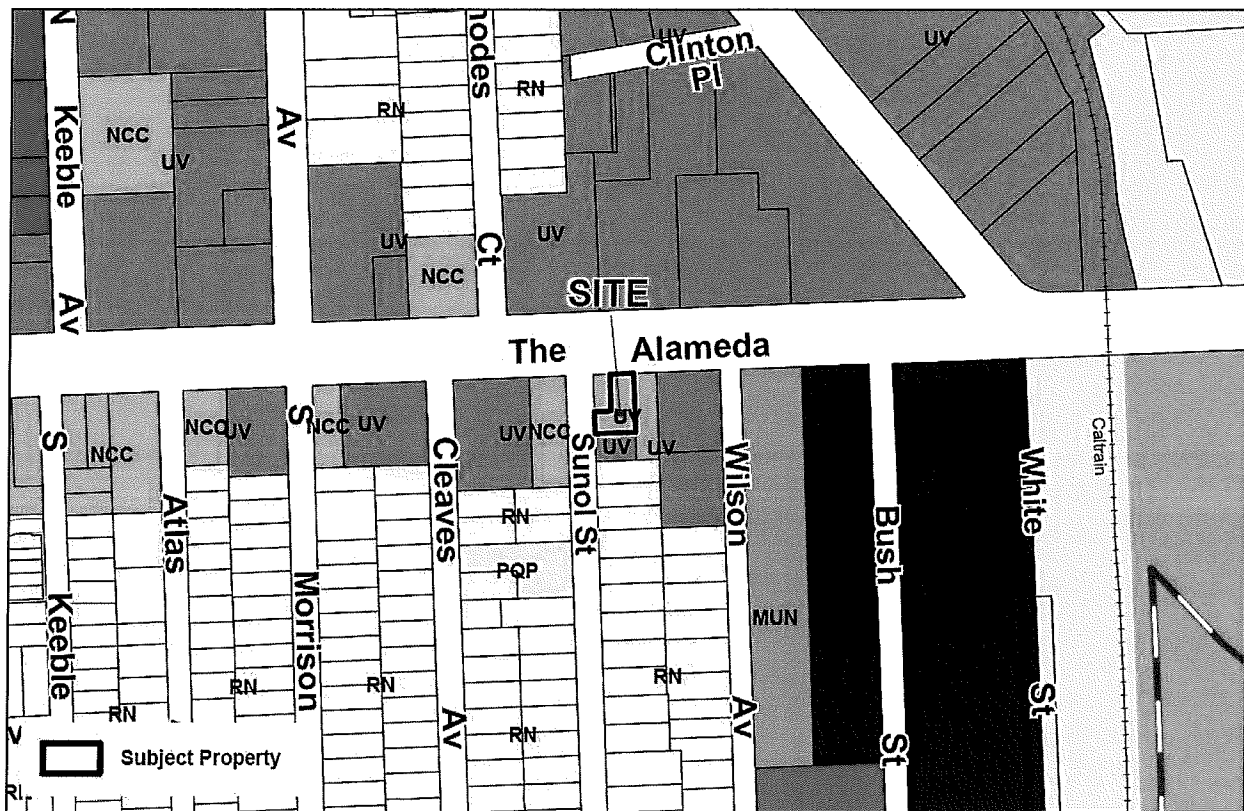 N Keeble Av
Av
hodes Ct
Clinton Pl
UV
UV
RN
RN
NCC
UV
UV
UV
NCC
SITE
The Alameda
S Keeble
NCC
Atlas
NCC
UV
S Morrison
NCC
UV
Cleaves Av
UV
NCC
Sunol St
UV
UV
UV
Wilson Av
Bush St
White St
Caltrain
RN
PQP
MUN
RN
RN
RN
RN
RN
V
Subject Property